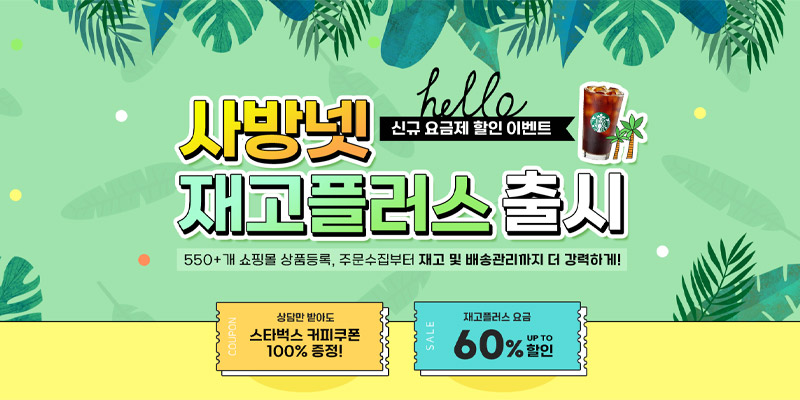 hello
사방넷
신규 요금제 할인 이벤트
재고플러스 출시
550+개 쇼핑몰 상품등록, 주문수집부터 재고 및 배송관리까지 더 강력하게!
COUPON
상담만 받아도
스타벅스 커피쿠폰
100% 증정!
SALE
재고플러스 요금
60% UP TO 할인